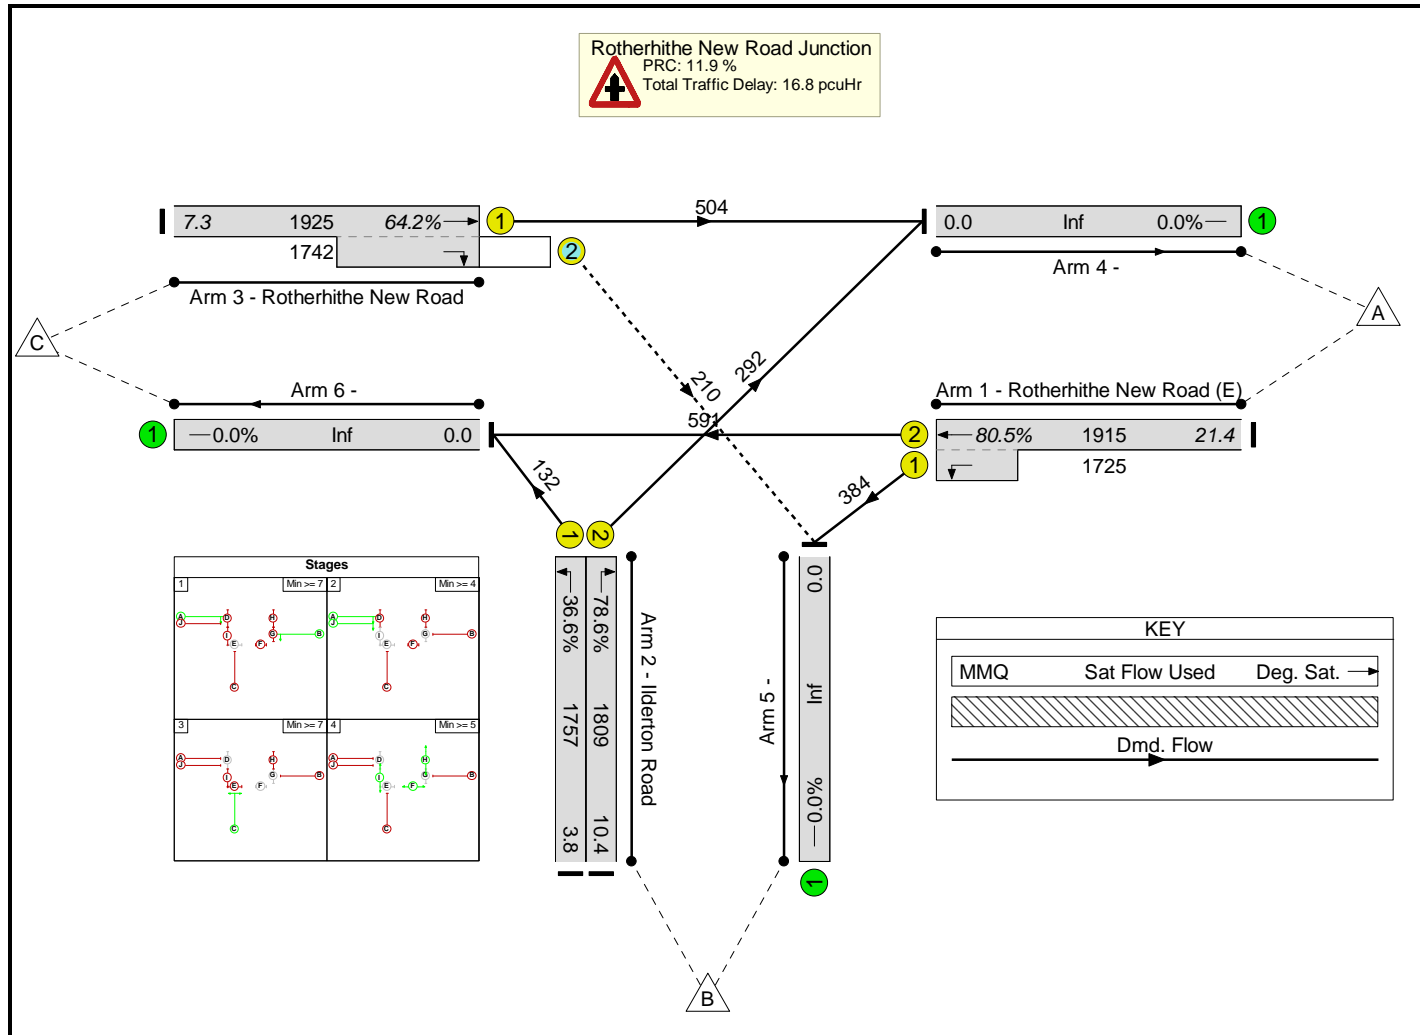 Rotherhithe New Road Junction
PRC: 11.9 %
Total Traffic Delay: 16.8 pcuHr
7.3 1925 64.2%
1
504
0.0 Inf 0.0%
1
1742
2
Arm 4 -
Arm 3 - Rotherhithe New Road
C
A
210
292
Arm 6 -
Arm 1 - Rotherhithe New Road (E)
1
0.0% Inf 0.0
591
2
80.5% 1915 21.4
132
384
1
1725
1
2
36.6% 1757 3.8
78.6% 1809 10.4
Arm 2 - Ilderton Road
Arm 5 -
0.0 Inf 0.0%
1
B
Stages
1 Min >= 7
A J D I E F H G B C
2 Min >= 4
A J D I E F H G B C
3 Min >= 7
A J D I E F H G B C
4 Min >= 5
A J D I E F H G B C
KEY
MMQ Sat Flow Used Deg. Sat.
Dmd. Flow